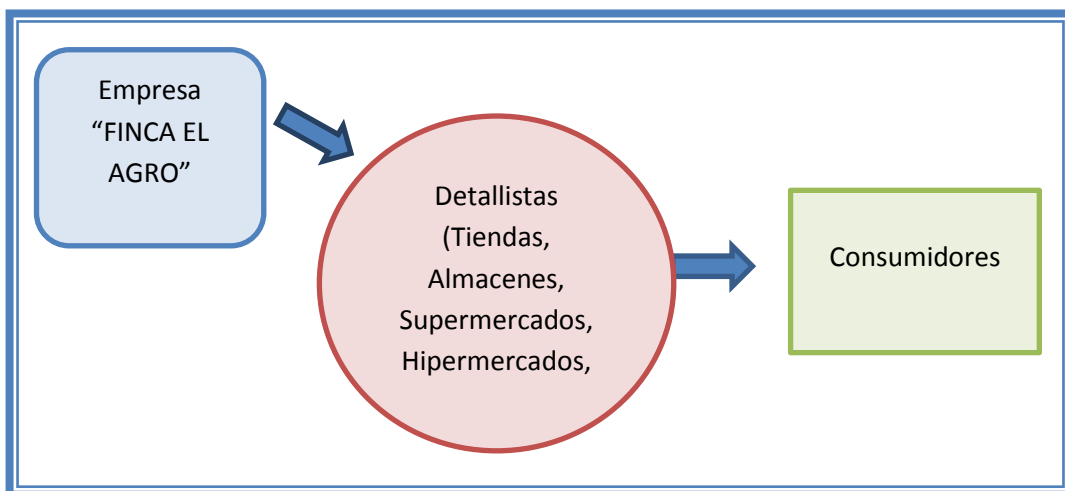 Empresa
“FINCA EL
AGRO”
Detallistas
(Tiendas,
Almacenes,
Supermercados,
Hipermercados,
Consumidores